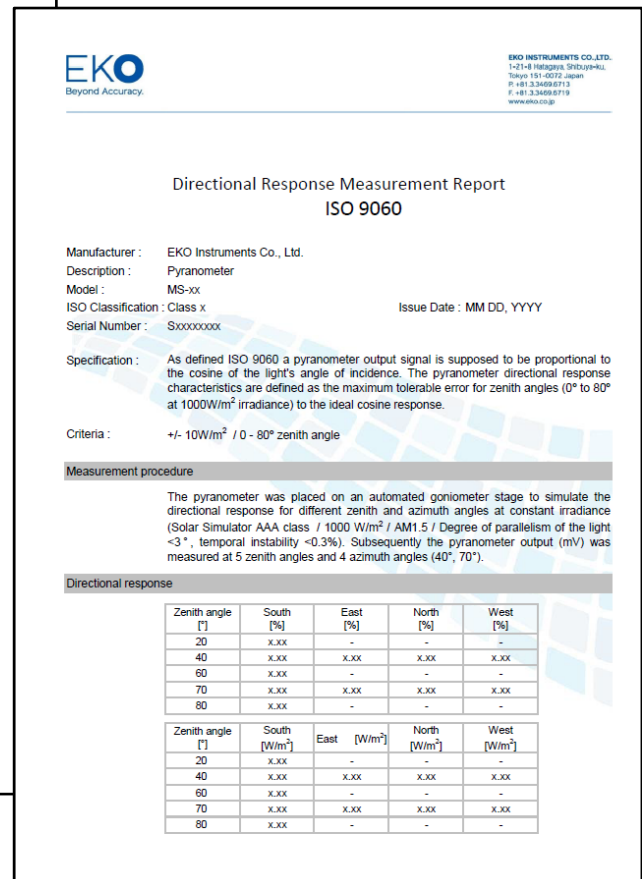 EKO
Beyond Accuracy.
EKO INSTRUMENTS CO.,LTD.
1-21-8 Hatagaya, Shibuya-ku,
Tokyo 151-0072 Japan
P. +81.3.3469.6713
F. +81.3.3469.6719
www.eko.co.jp
Directional Response Measurement Report
ISO 9060
Manufacturer : EKO Instruments Co., Ltd.
Description : Pyranometer
Model : MS-xx
ISO Classification : Class x Issue Date : MM DD, YYYY
Serial Number : Sxxxxxxxx
Specification : As defined ISO 9060 a pyranometer output signal is supposed to be proportional to
the cosine of the light's angle of incidence. The pyranometer directional response
characteristics are defined as the maximum tolerable error for zenith angles (0° to 80°
at 1000W/m² irradiance) to the ideal cosine response.
Criteria : +/- 10W/m² / 0 - 80° zenith angle
Measurement procedure
The pyranometer was placed on an automated goniometer stage to simulate the
directional response for different zenith and azimuth angles at constant irradiance
(Solar Simulator AAA class / 1000 W/m² / AM1.5 / Degree of parallelism of the light
<3°, temporal instability <0.3%). Subsequently the pyranometer output (mV) was
measured at 5 zenith angles and 4 azimuth angles (40°, 70°).
Directional response
Zenith angle South East North West
[°] [%] [%] [%] [%]
20 x.xx - - -
40 x.xx x.xx x.xx x.xx
60 x.xx - - -
70 x.xx x.xx x.xx x.xx
80 x.xx - - -
Zenith angle South East [W/m²] North West
[°] [W/m²] [W/m²] [W/m²]
20 x.xx - - -
40 x.xx x.xx x.xx x.xx
60 x.xx - - -
70 x.xx x.xx x.xx x.xx
80 x.xx - - -